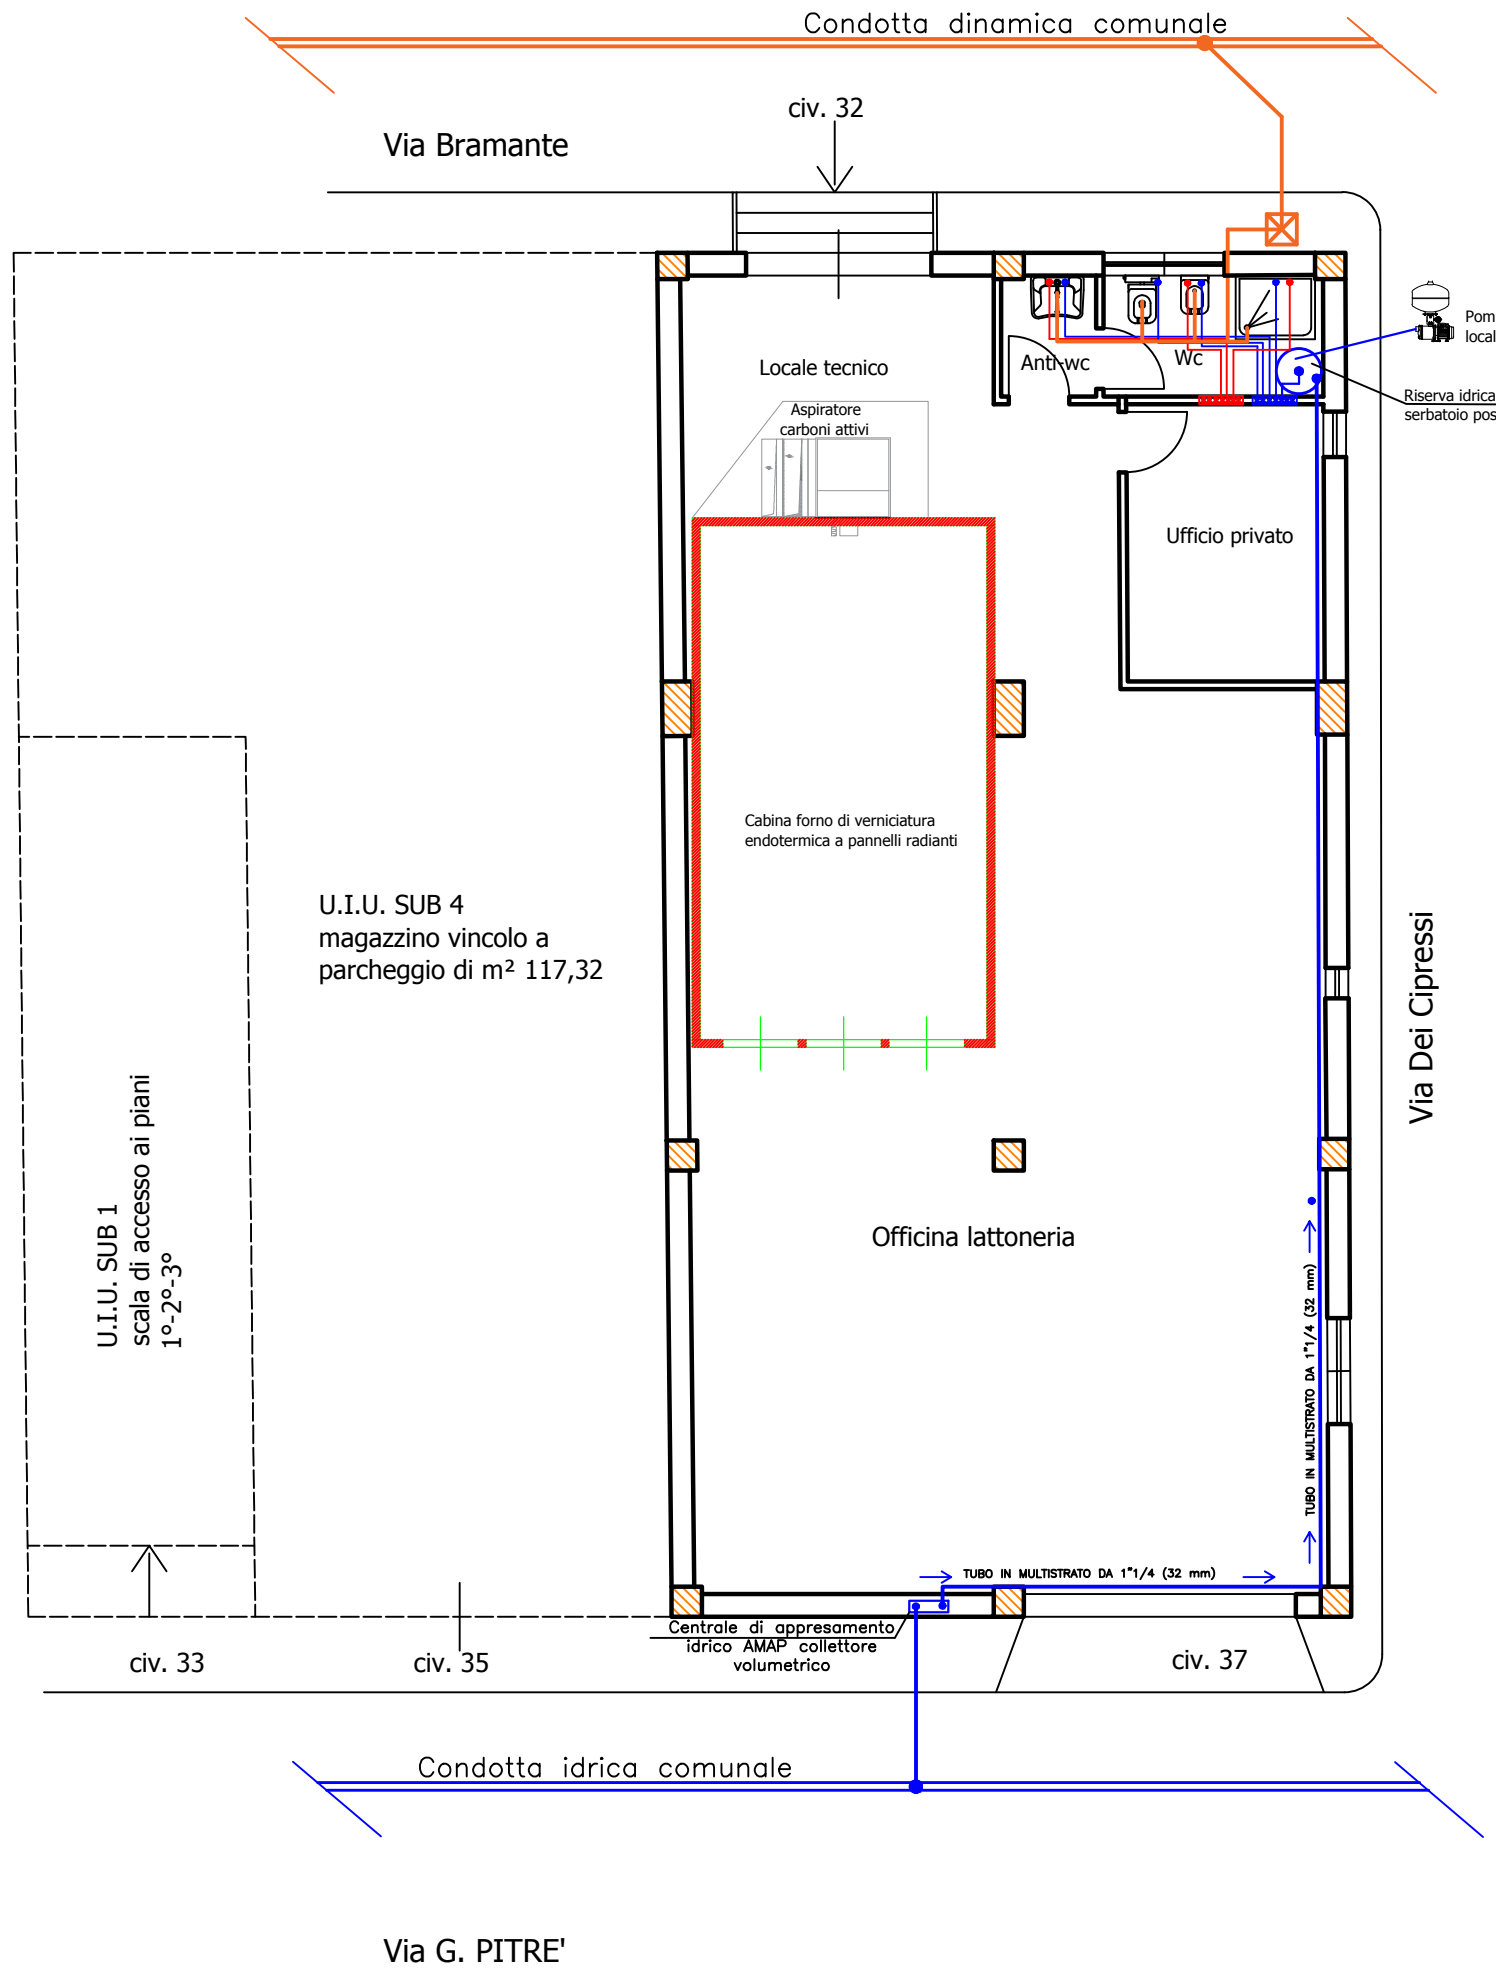 Condotta dinamica comunale
civ. 32
Via Bramante
Pom
local
Locale tecnico
Anti-wc
Wc
Riserva idrica
serbatoio pos
Aspiratore
carboni attivi
Ufficio privato
Cabina forno di verniciatura
endotermica a pannelli radianti
U.I.U. SUB 4
magazzino vincolo a
parcheggio di m² 117,32
Via Dei Cipressi
U.I.U. SUB 1
scala di accesso ai piani
1°-2°-3°
Officina lattoneria
TUBO IN MULTISTRATO DA 1"1/4 (32 mm)
TUBO IN MULTISTRATO DA 1"1/4 (32 mm)
Centrale di appresamento
idrico AMAP collettore
volumetrico
civ. 33
civ. 35
civ. 37
Condotta idrica comunale
Via G. PITRE'